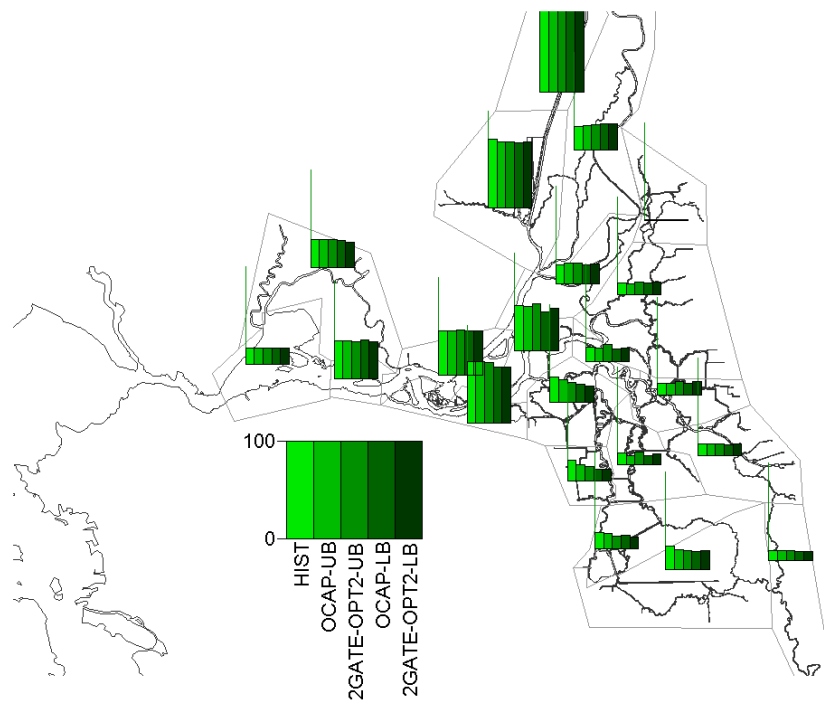 100
0
HIST
OCAP-UB
2GATE-OPT2-UB
OCAP-LB
2GATE-OPT2-LB